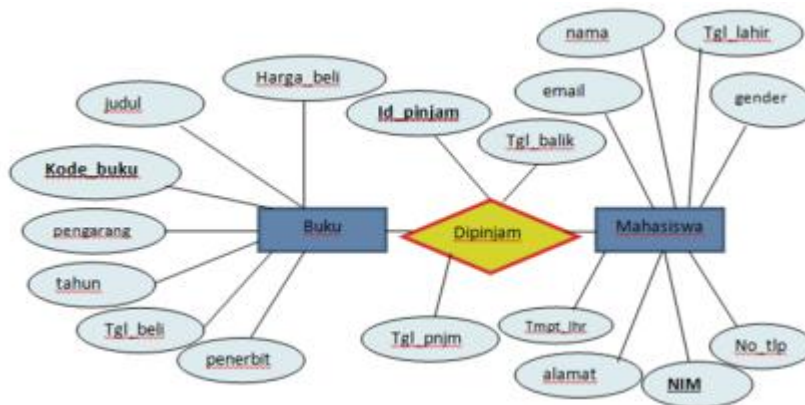 nama
Tgl_lahir
Harga_beli
judul
email
gender
Id_pinjam
Tgl_balik
Kode_buku
Buku
Dipinjam
Mahasiswa
pengarang
tahun
Tgl_beli
penerbit
Tgl_pnjm
Tmpt_lhr
alamat
NIM
No_tlp